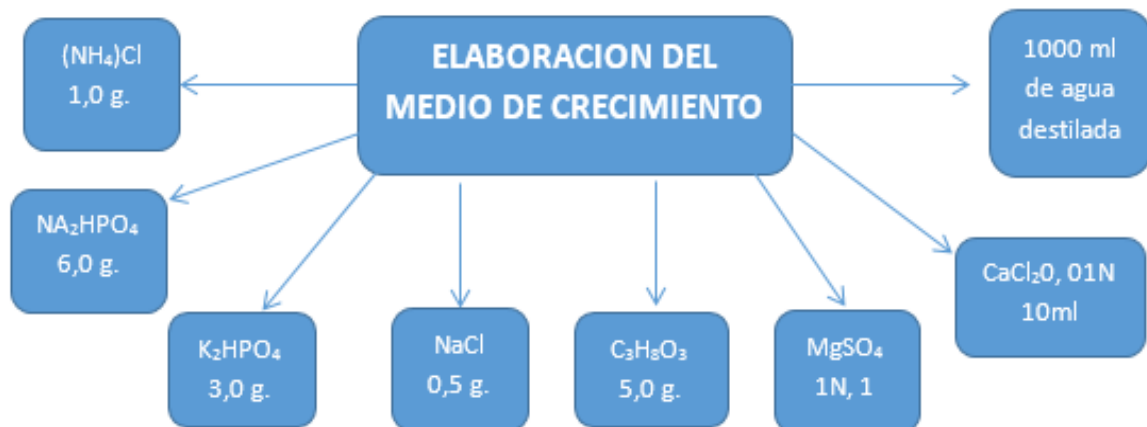 ELABORACION DEL
MEDIO DE CRECIMIENTO
(NH₄)Cl
1,0 g.
NA₂HPO₄
6,0 g.
K₂HPO₄
3,0 g.
NaCl
0,5 g.
C₃H₈O₃
5,0 g.
MgSO₄
1N, 1
CaCl₂0, 01N
10ml
1000 ml
de agua
destilada